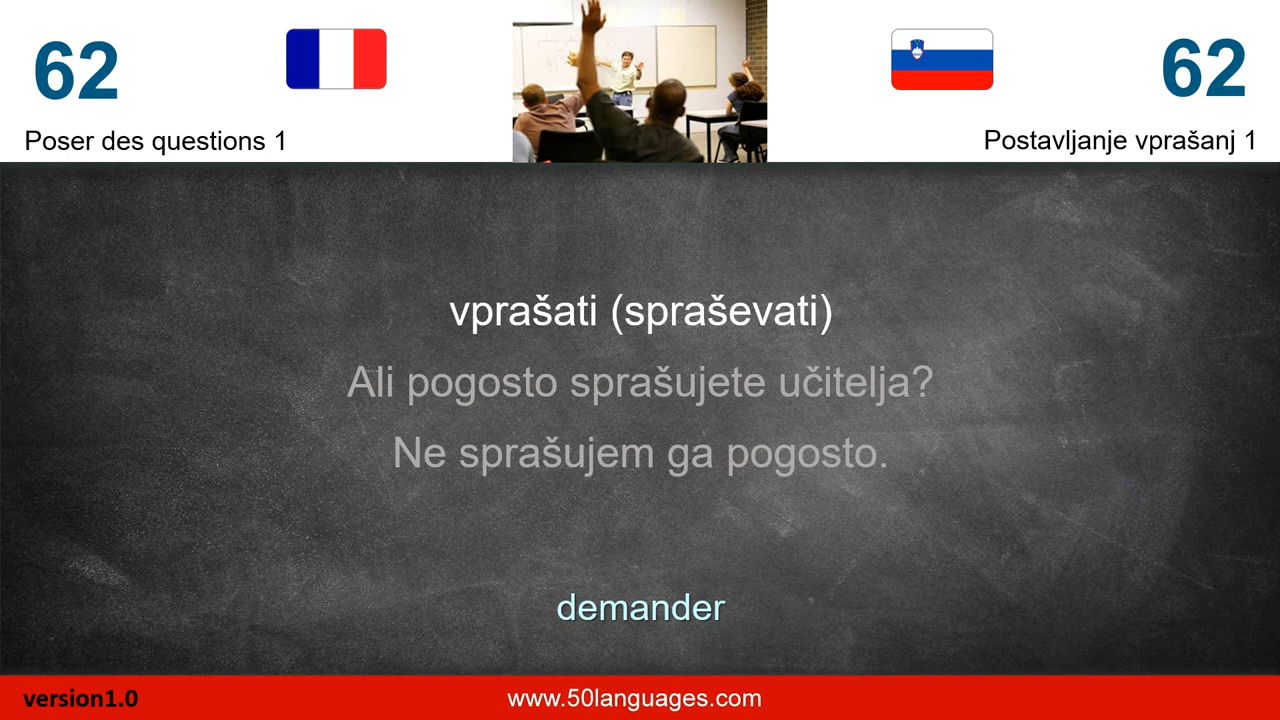 62
62
Poser des questions 1
Postavljanje vprašanj 1
vprašati (spraševati)
Ali pogosto sprašujete učitelja?
Ne sprašujem ga pogosto.
demander
version1.0
www.50languages.com